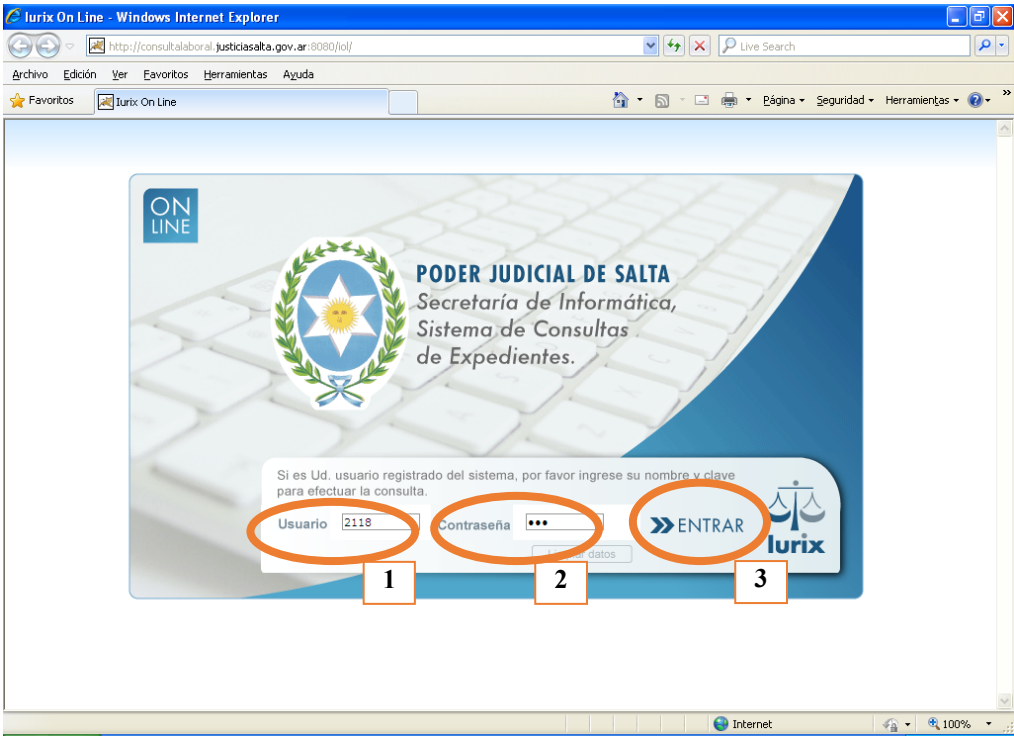 Iurix On Line - Windows Internet Explorer
http://consultalaboral.justiciasalta.gov.ar:8080/iol/
Live Search
Archivo Edición Ver Favoritos Herramientas Ayuda
Favoritos Iurix On Line Página Seguridad Herramientas
ON
LINE
PODER JUDICIAL DE SALTA
Secretaría de Informática,
Sistema de Consultas
de Expedientes.
Si es Ud. usuario registrado del sistema, por favor ingrese su nombre y clave
para efectuar la consulta.
Usuario 2118 Contraseña ••• ENTRAR
Iurix
datos
1 2 3
Internet 100%